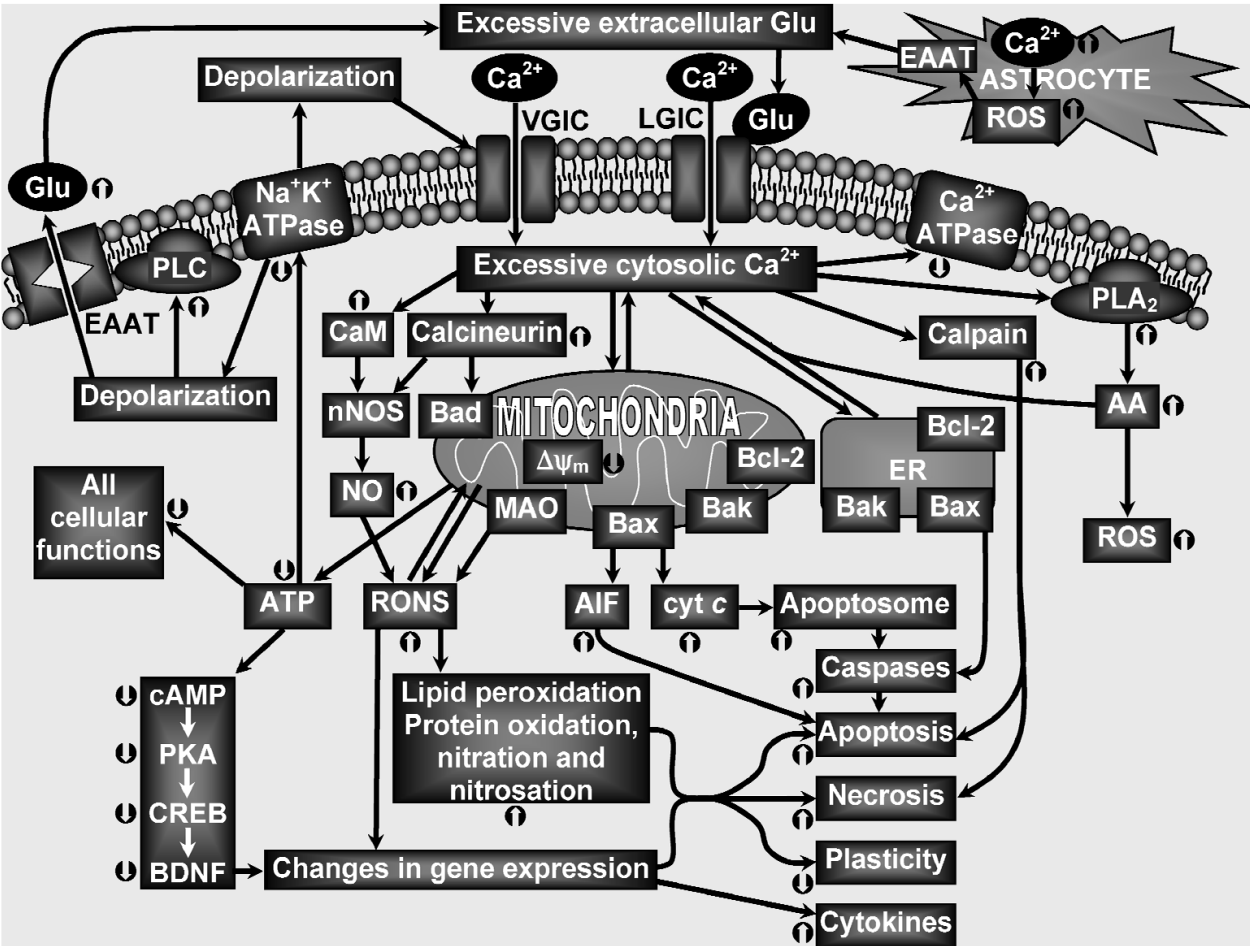 Excessive extracellular Glu
Ca2+
EAAT
ASTROCYTE
ROS
Depolarization
Ca2+
Ca2+
VGIC
LGIC
Glu
Glu
Na+K+
ATPase
Ca2+
ATPase
PLC
EAAT
Excessive cytosolic Ca2+
PLA2
CaM
Calcineurin
Calpain
Depolarization
nNOS
Bad
MITOCHONDRIA
Δψm
Bcl-2
Bcl-2
ER
AA
All
cellular
functions
NO
MAO
Bax
Bak
Bak
Bax
ROS
ATP
RONS
AIF
cyt c
Apoptosome
Caspases
cAMP
PKA
CREB
BDNF
Lipid peroxidation
Protein oxidation,
nitration and
nitrosation
Apoptosis
Necrosis
Plasticity
Changes in gene expression
Cytokines